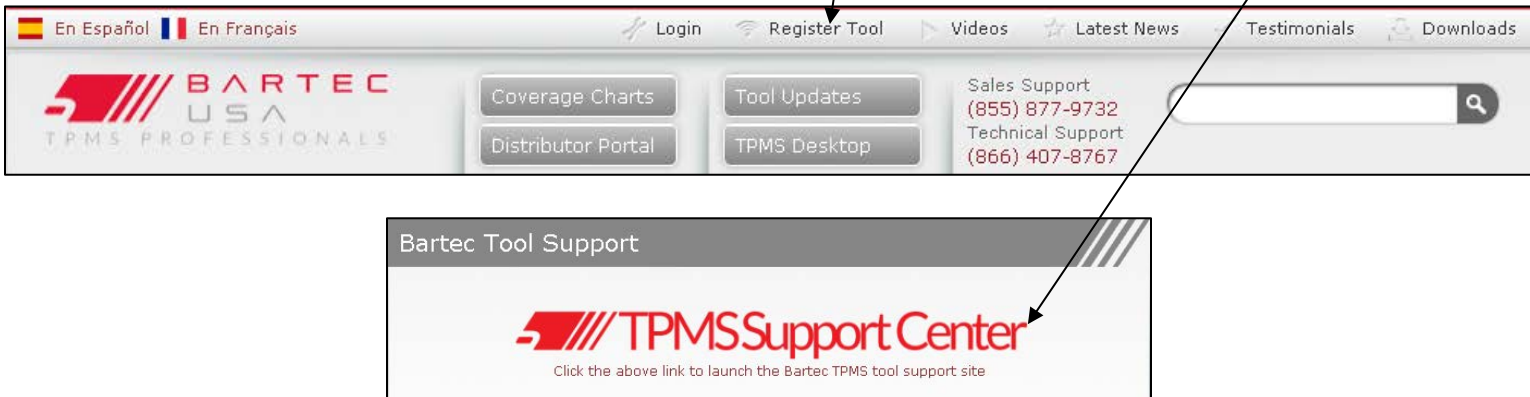 En Español En Français Login Register Tool Videos Latest News Testimonials Downloads
BARTEC
USA
TPMS PROFESSIONALS
Coverage Charts
Distributor Portal
Tool Updates
TPMS Desktop
Sales Support
(855) 877-9732
Technical Support
(866) 407-8767
Bartec Tool Support
TPMS Support Center
Click the above link to launch the Bartec TPMS tool support site